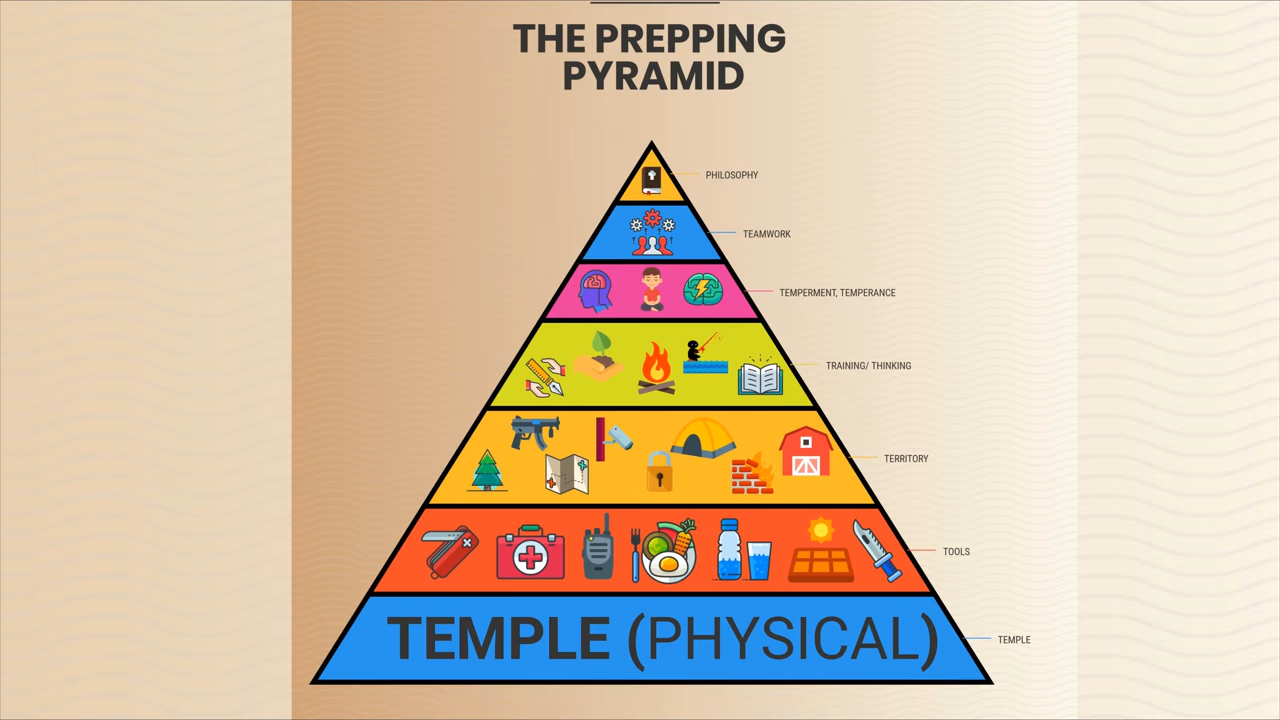 THE PREPPING
PYRAMID
PHILOSOPHY
TEAMWORK
TEMPERMENT, TEMPERANCE
TRAINING/ THINKING
TERRITORY
TOOLS
TEMPLE (PHYSICAL)
TEMPLE